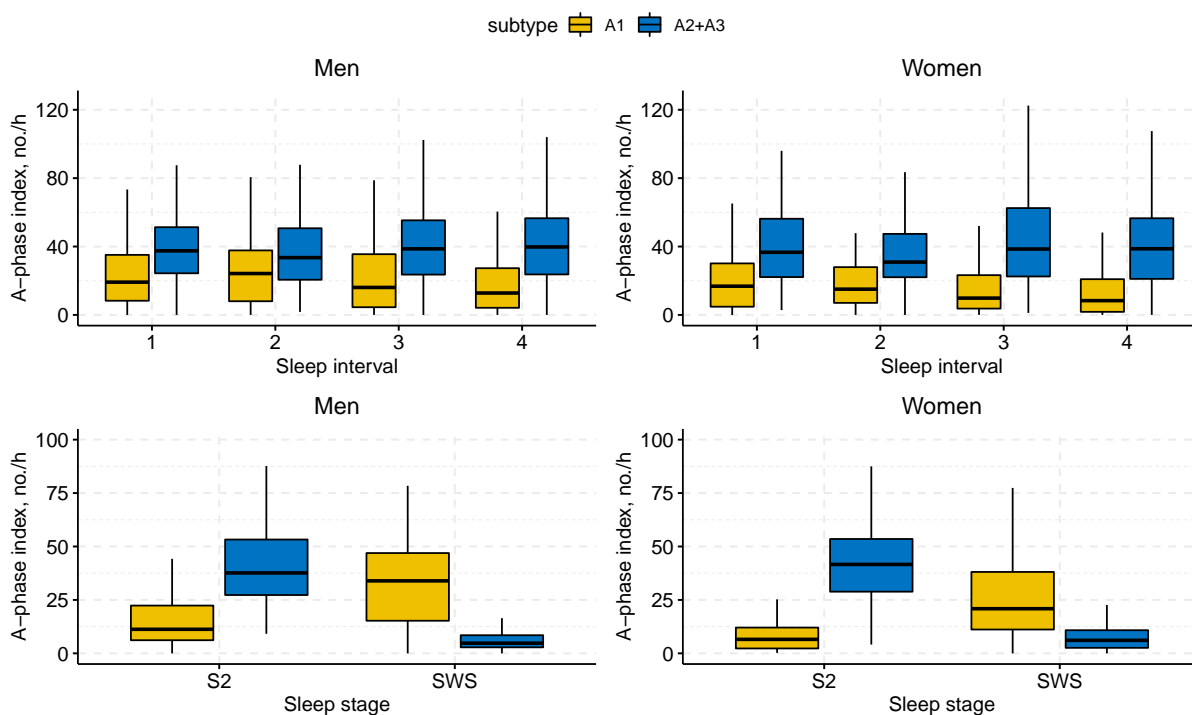 subtype A1 A2+A3
Men
A−phase index, no./h
120
80
40
0
1 2 3 4
Sleep interval
Women
A−phase index, no./h
120
80
40
0
1 2 3 4
Sleep interval
Men
A−phase index, no./h
100
75
50
25
0
S2 SWS
Sleep stage
Women
A−phase index, no./h
100
75
50
25
0
S2 SWS
Sleep stage